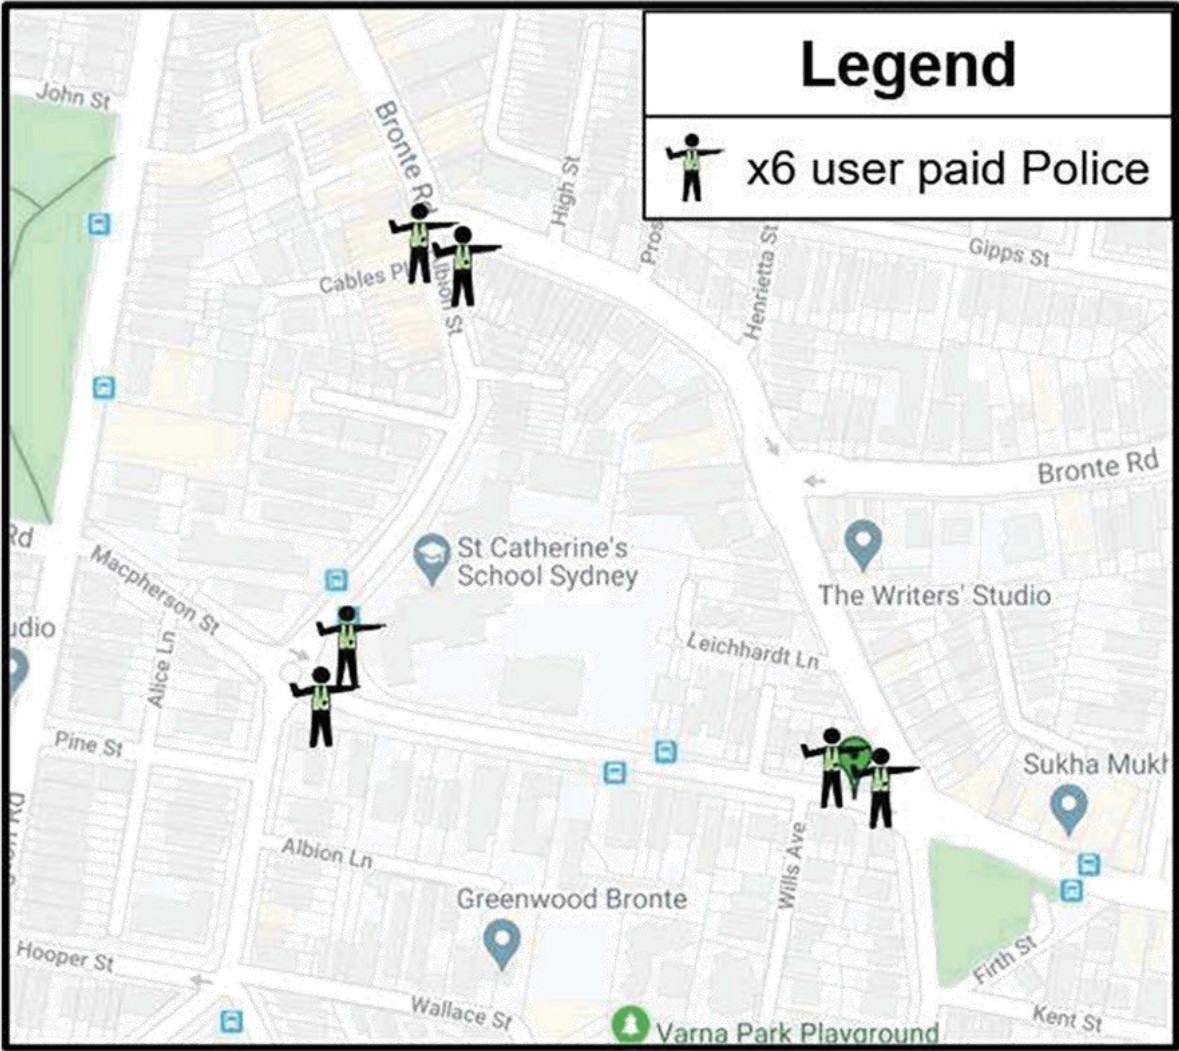 Legend
x6 user paid Police
John St
Bronte Rd
High St
Pros
Henrietta St
Gipps St
Cables Pl
Albion St
Bronte Rd
St Catherine's
School Sydney
Rd
Macpherson St
The Writers' Studio
udio
Alice Ln
Leichhardt Ln
Pine St
Sukha Mukh
Albion Ln
Wills Ave
Greenwood Bronte
Hooper St
Firth St
Wallace St
Kent St
Varna Park Playground